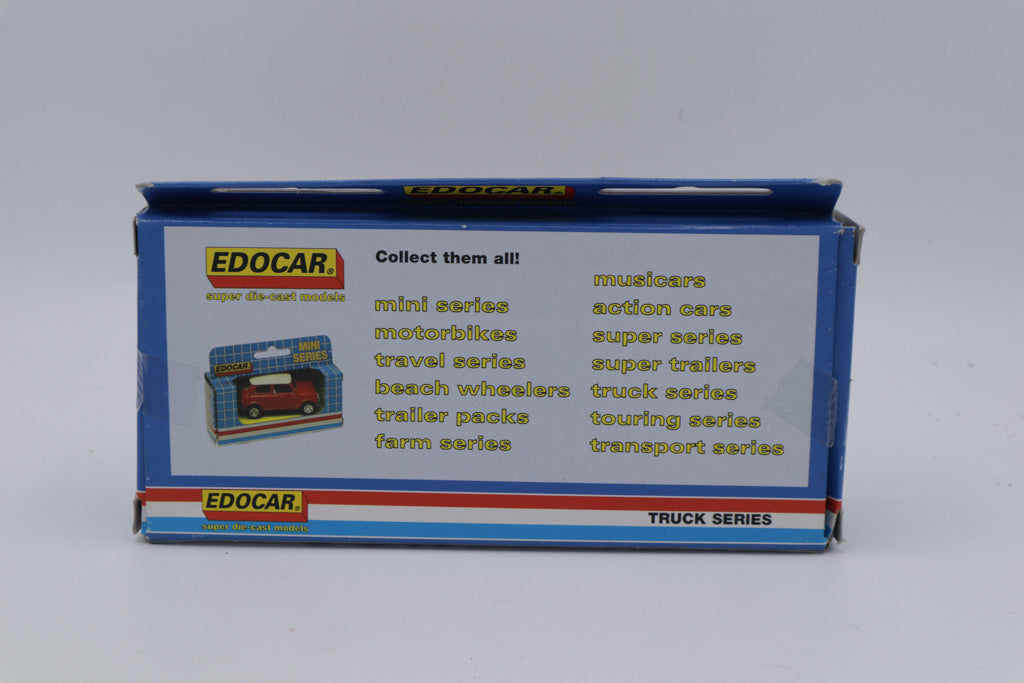 EDOCAR®
EDOCAR®
super die-cast models
Collect them all!
mini series
motorbikes
travel series
beach wheelers
trailer packs
farm series
musicars
action cars
super series
super trailers
truck series
touring series
transport series
MINI
SERIES
EDOCAR
EDOCAR®
super die-cast models
TRUCK SERIES